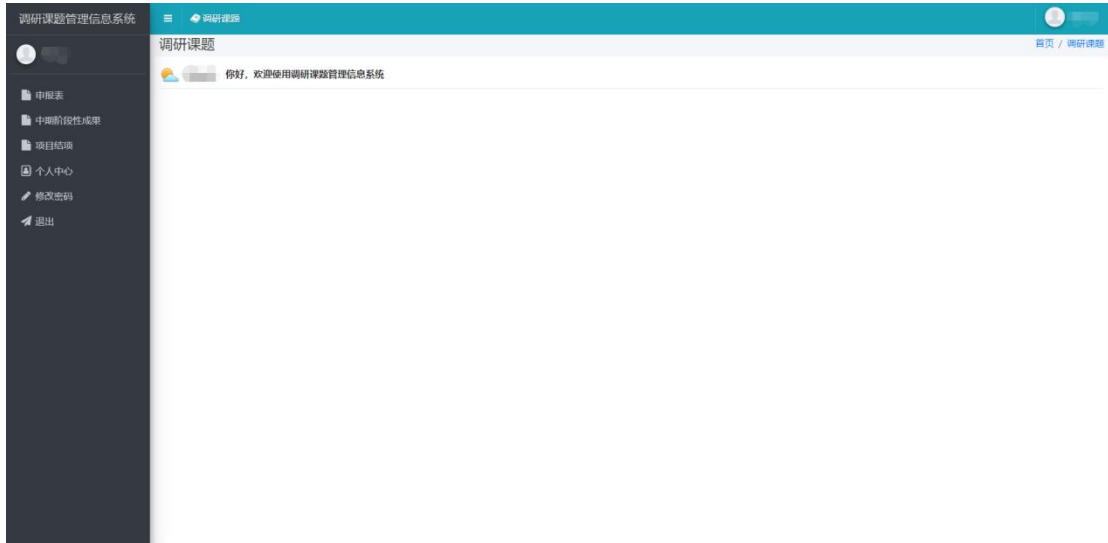 调研课题管理信息系统
调研课题
调研课题
首页 / 调研课题
你好，欢迎使用调研课题管理信息系统
申报表
中期阶段性成果
项目结项
个人中心
修改密码
退出